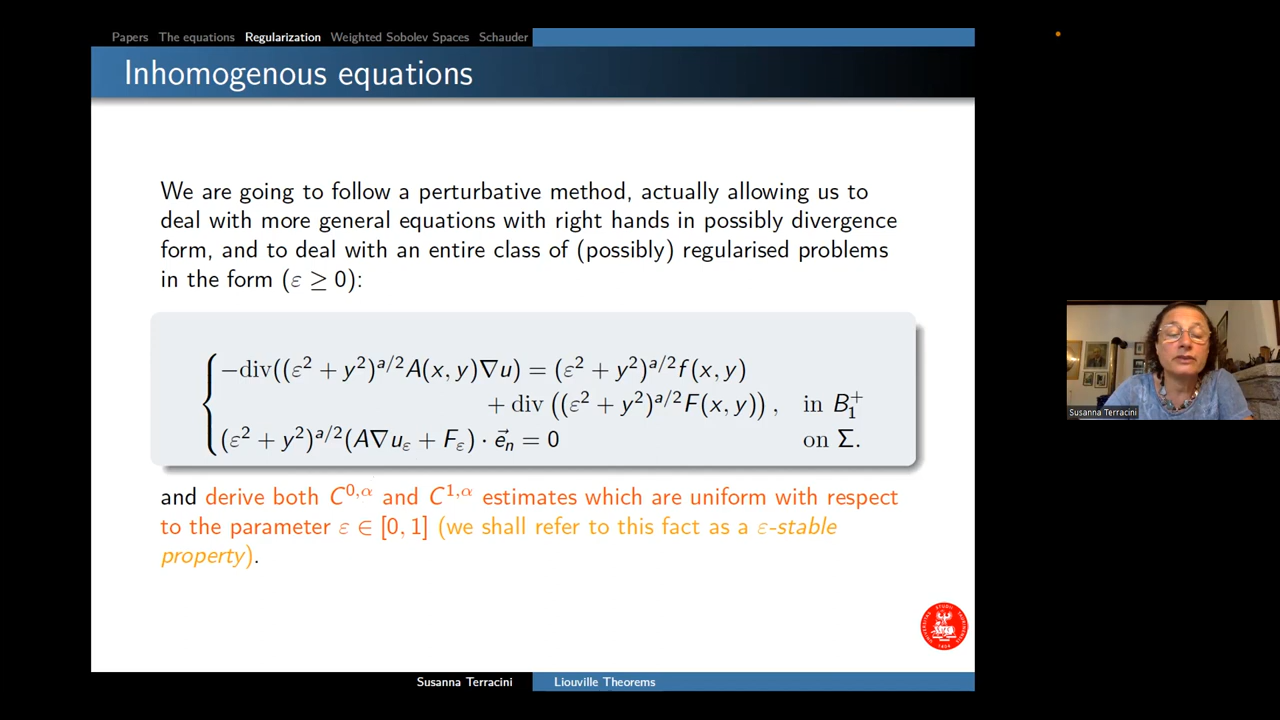 Papers The equations Regularization Weighted Sobolev Spaces Schauder
Inhomogenous equations
We are going to follow a perturbative method, actually allowing us to
deal with more general equations with right hands in possibly divergence
form, and to deal with an entire class of (possibly) regularised problems
in the form (ε ≥ 0):
−div((ε² + y²)^{a/2}A(x, y)∇u) = (ε² + y²)^{a/2}f(x, y)
+ div ((ε² + y²)^{a/2}F(x, y)) , in B₁⁺
(ε² + y²)^{a/2}(A∇u_ε + F_ε) · e⃗_n = 0 on Σ.
and derive both C^{0,α} and C^{1,α} estimates which are uniform with respect
to the parameter ε ∈ [0, 1] (we shall refer to this fact as a ε-stable
property).
Susanna Terracini Liouville Theorems
Susanna Terracini